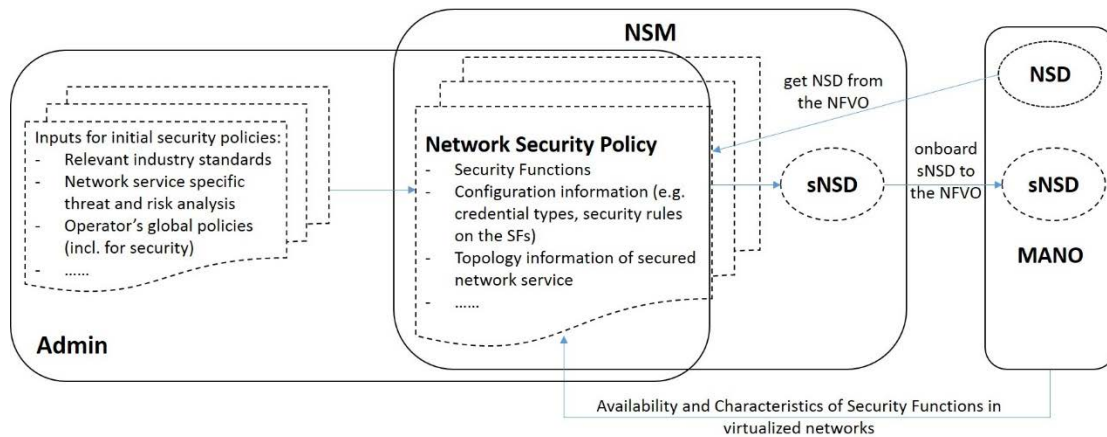 NSM
Inputs for initial security policies:
- Relevant industry standards
- Network service specific
threat and risk analysis
- Operator's global policies
(incl. for security)
- ......
Admin
Network Security Policy
- Security Functions
- Configuration information (e.g.
credential types, security rules
on the SFs)
- Topology information of secured
network service
- ......
get NSD from
the NFVO
sNSD
onboard
sNSD to
the NFVO
NSD
sNSD
MANO
Availability and Characteristics of Security Functions in
virtualized networks